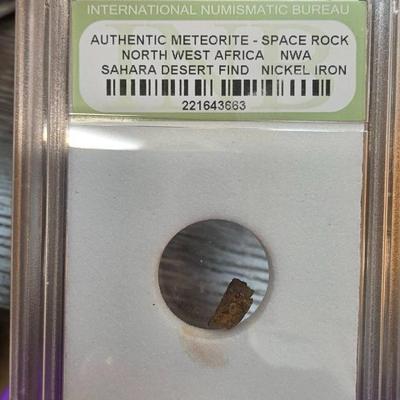 INTERNATIONAL NUMISMATIC BUREAU
AUTHENTIC METEORITE - SPACE ROCK
NORTH WEST AFRICA NWA
SAHARA DESERT FIND NICKEL IRON
221643663